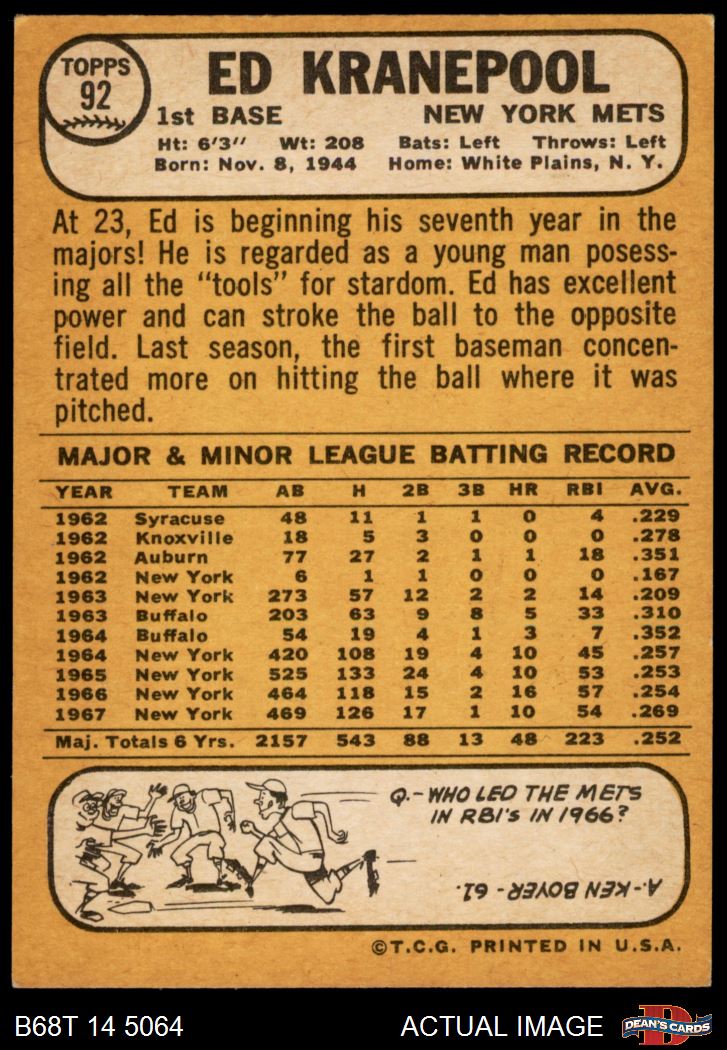 TOPPS
92
ED KRANEPOOL
1st BASE NEW YORK METS
Ht: 6'3" Wt: 208 Bats: Left Throws: Left
Born: Nov. 8, 1944 Home: White Plains, N. Y.
At 23, Ed is beginning his seventh year in the
majors! He is regarded as a young man posess-
ing all the "tools" for stardom. Ed has excellent
power and can stroke the ball to the opposite
field. Last season, the first baseman concen-
trated more on hitting the ball where it was
pitched.
MAJOR & MINOR LEAGUE BATTING RECORD
YEAR TEAM AB H 2B 3B HR RBI AVG.
1962 Syracuse 48 11 1 1 0 4 .229
1962 Knoxville 18 5 3 0 0 0 .278
1962 Auburn 77 27 2 1 1 18 .351
1962 New York 6 1 1 0 0 0 .167
1963 New York 273 57 12 2 2 14 .209
1963 Buffalo 203 63 9 8 5 33 .310
1964 Buffalo 54 19 4 1 3 7 .352
1964 New York 420 108 19 4 10 45 .257
1965 New York 525 133 24 4 10 53 .253
1966 New York 464 118 15 2 16 57 .254
1967 New York 469 126 17 1 10 54 .269
Maj. Totals 6 Yrs. 2157 543 88 13 48 223 .252
Q.-WHO LED THE METS
IN RBI'S IN 1966?
A-KEN BOYER-61.
©T.C.G. PRINTED IN U.S.A.
B68T 14 5064 ACTUAL IMAGE
D
DEAN'S CARDS